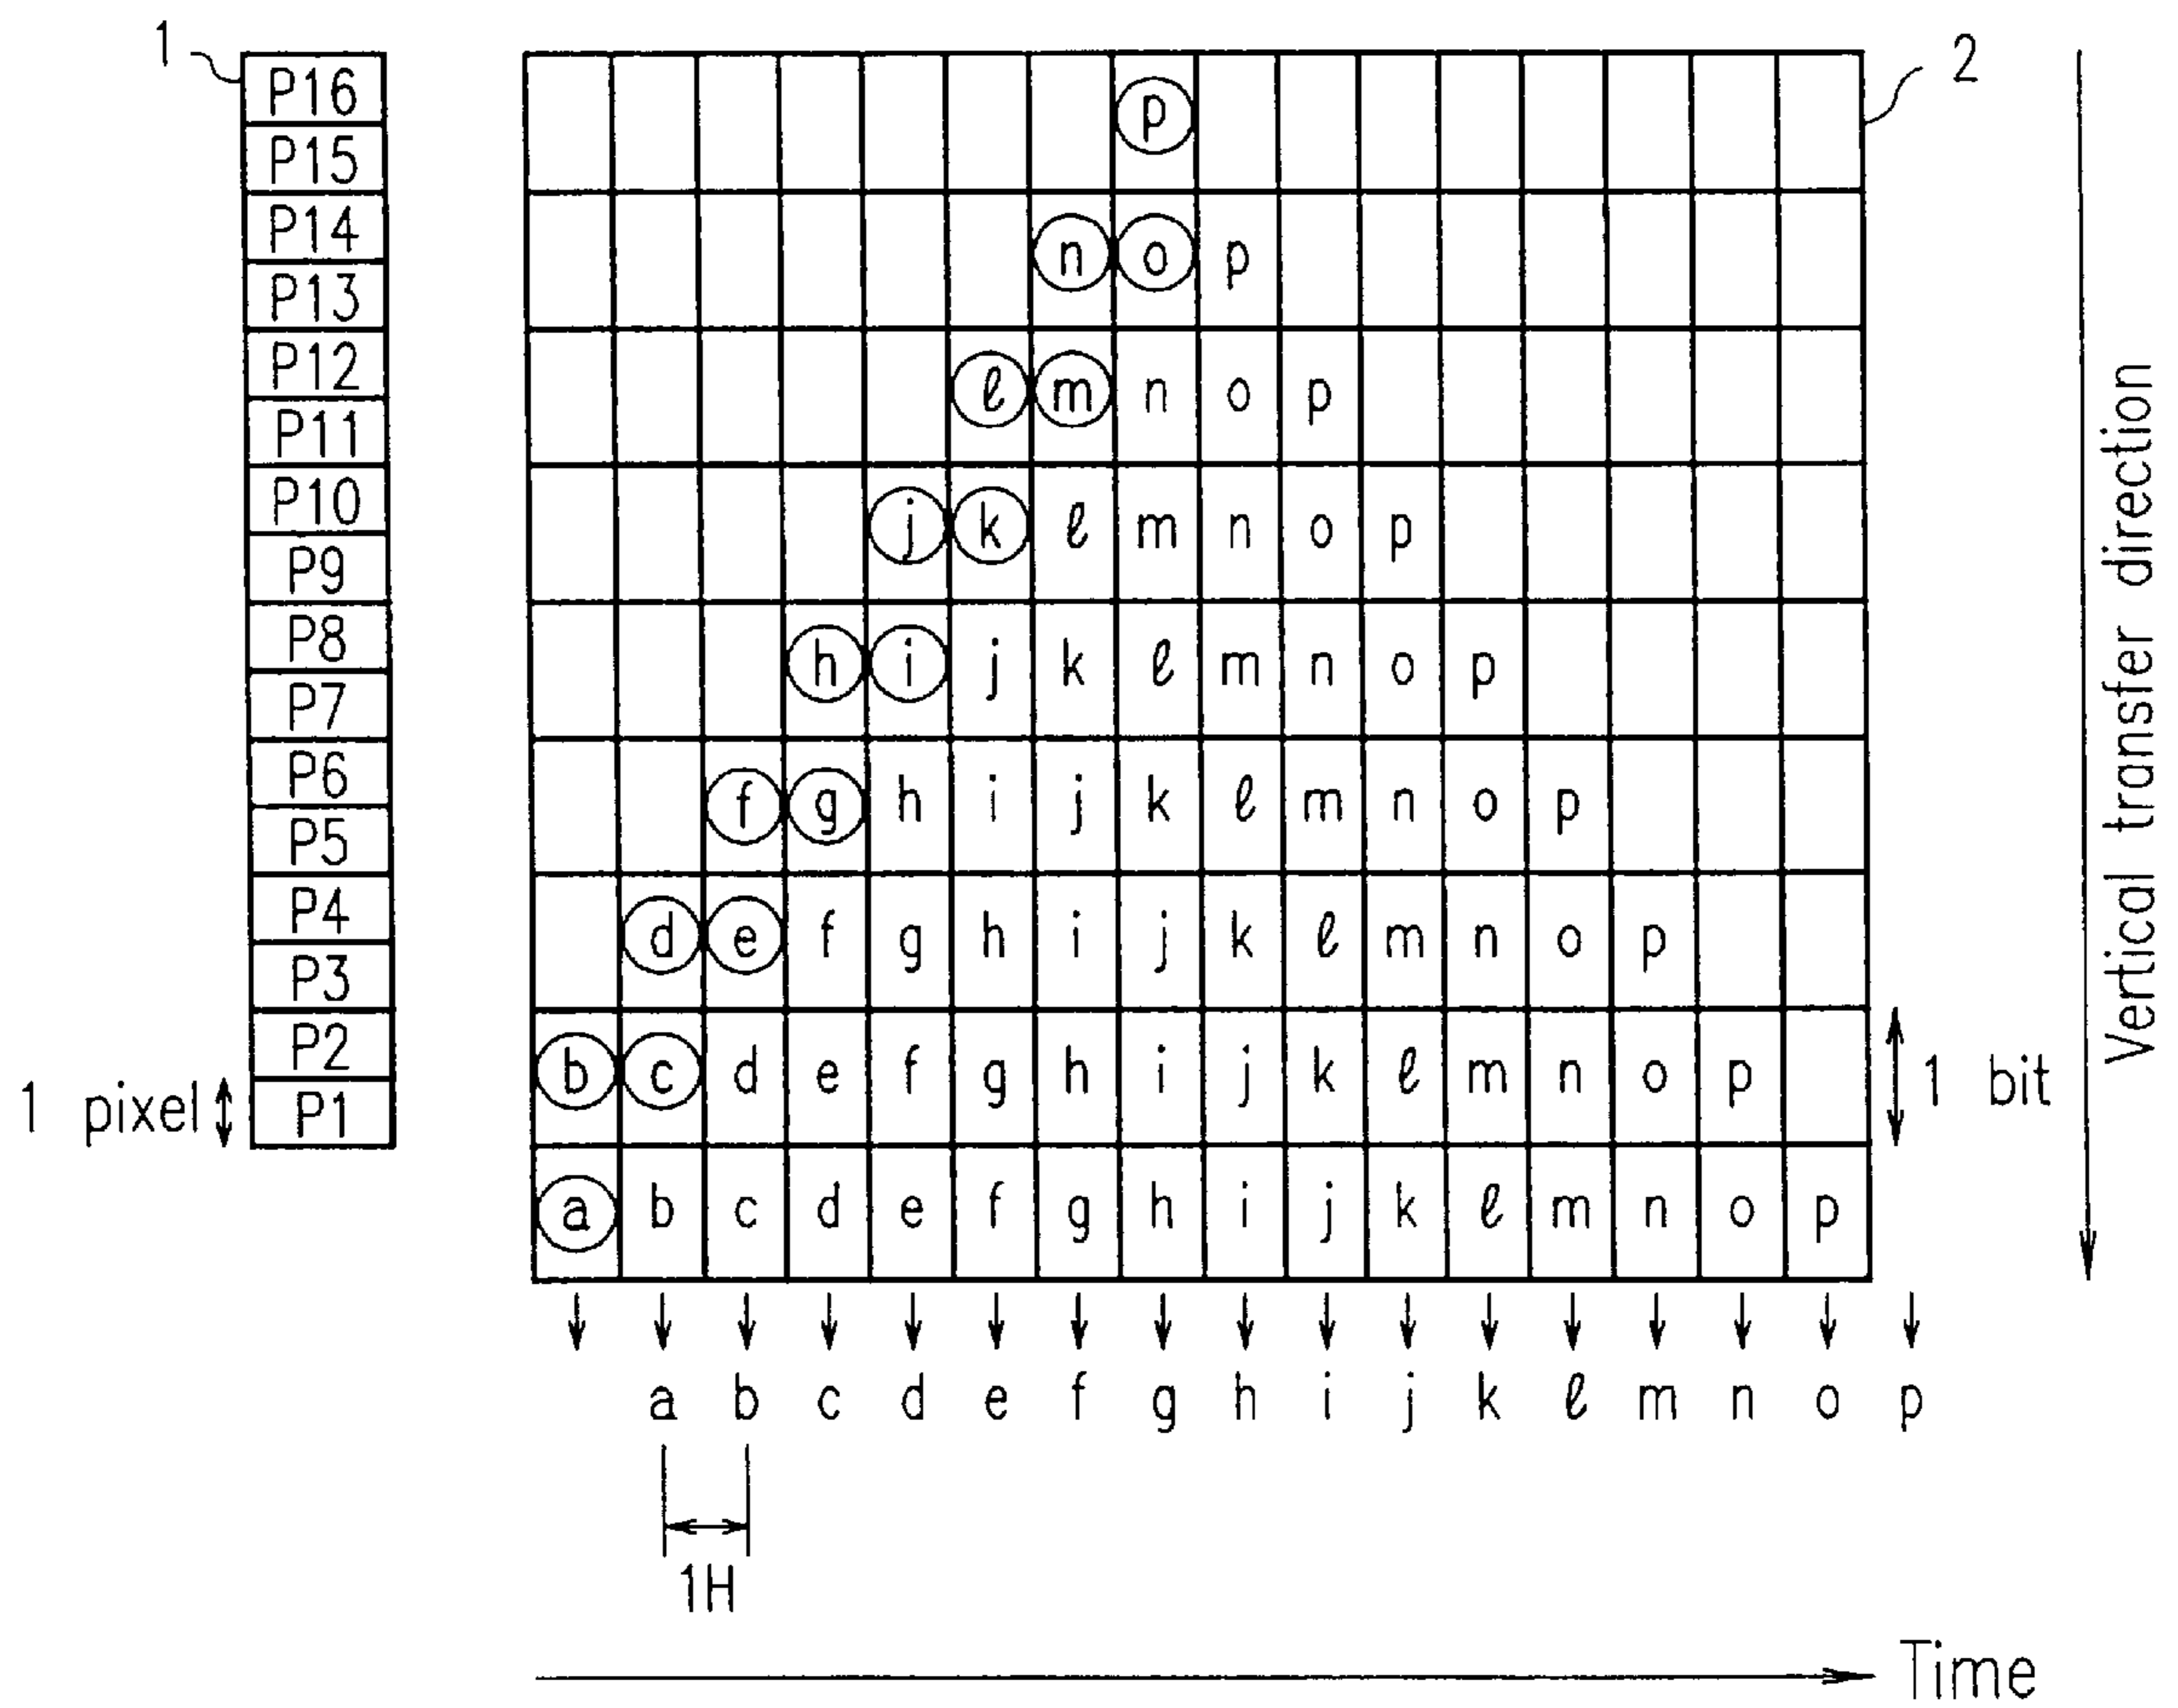 1
2
P16
P15
p
P14
P13
n o p
P12
P11
ℓ m n o p
P10
P9
j k ℓ m n o p
P8
P7
h i j k ℓ m n o p
P6
P5
f g h i j k ℓ m n o p
P4
P3
d e f g h i j k ℓ m n o p
P2
P1
b c d e f g h i j k ℓ m n o p
1 pixel
1 bit
a b c d e f g h i j k ℓ m n o p
a b c d e f g h i j k ℓ m n o p
1H
Time
Vertical transfer direction